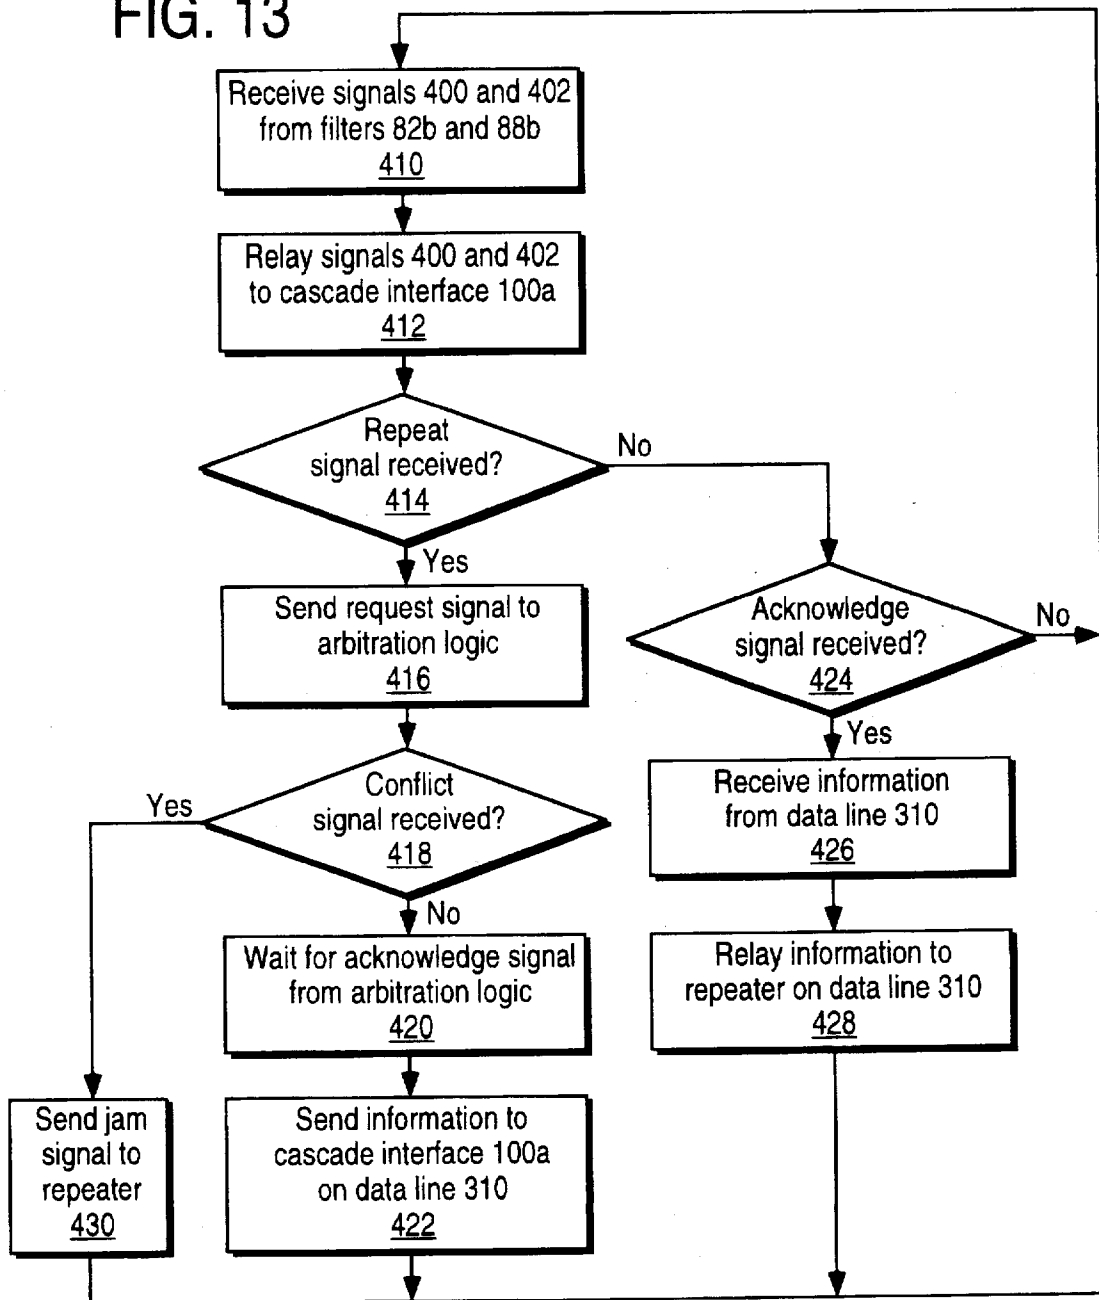 FIG. 13
Receive signals 400 and 402
from filters 82b and 88b
410
Relay signals 400 and 402
to cascade interface 100a
412
Repeat
signal received?
414
No
Yes
Send request signal to
arbitration logic
416
Acknowledge
signal received?
424
No
Yes
Conflict
signal received?
418
Yes
No
Receive information
from data line 310
426
Wait for acknowledge signal
from arbitration logic
420
Relay information to
repeater on data line 310
428
Send jam
signal to
repeater
430
Send information to
cascade interface 100a
on data line 310
422